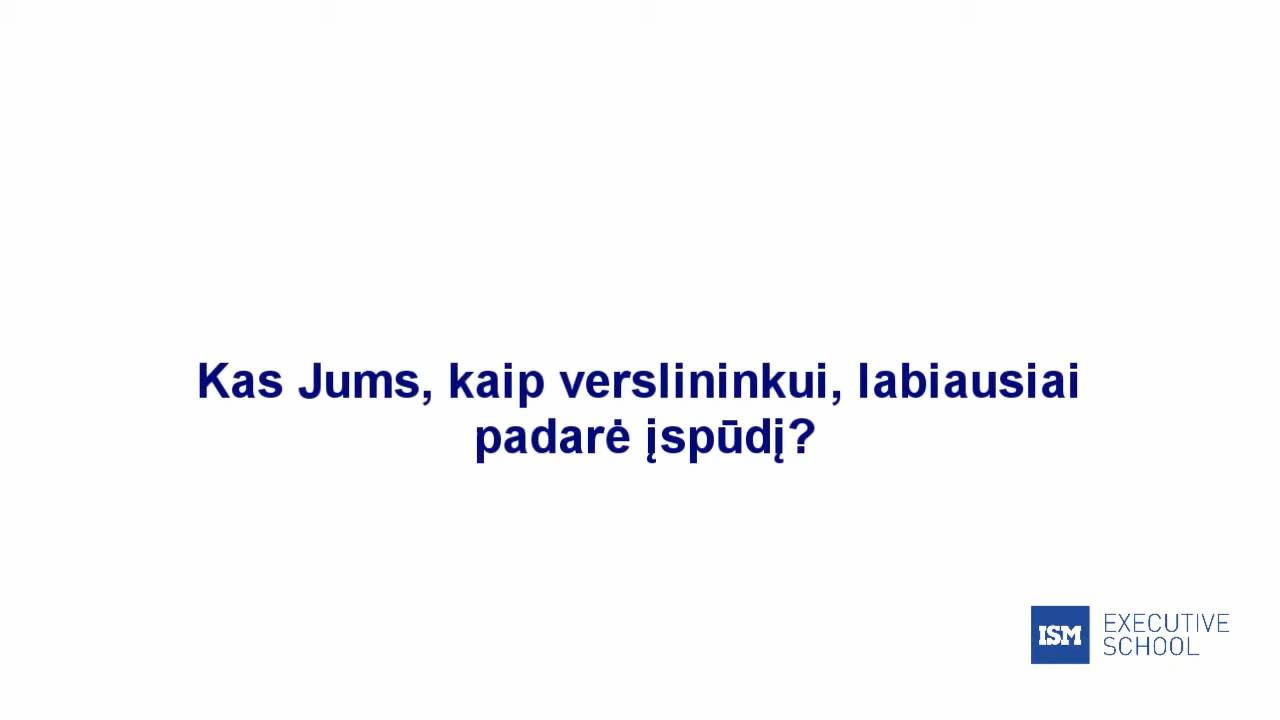 Kas Jums, kaip verslininkui, labiausiai
padarė įspūdį?
ISM EXECUTIVE
SCHOOL